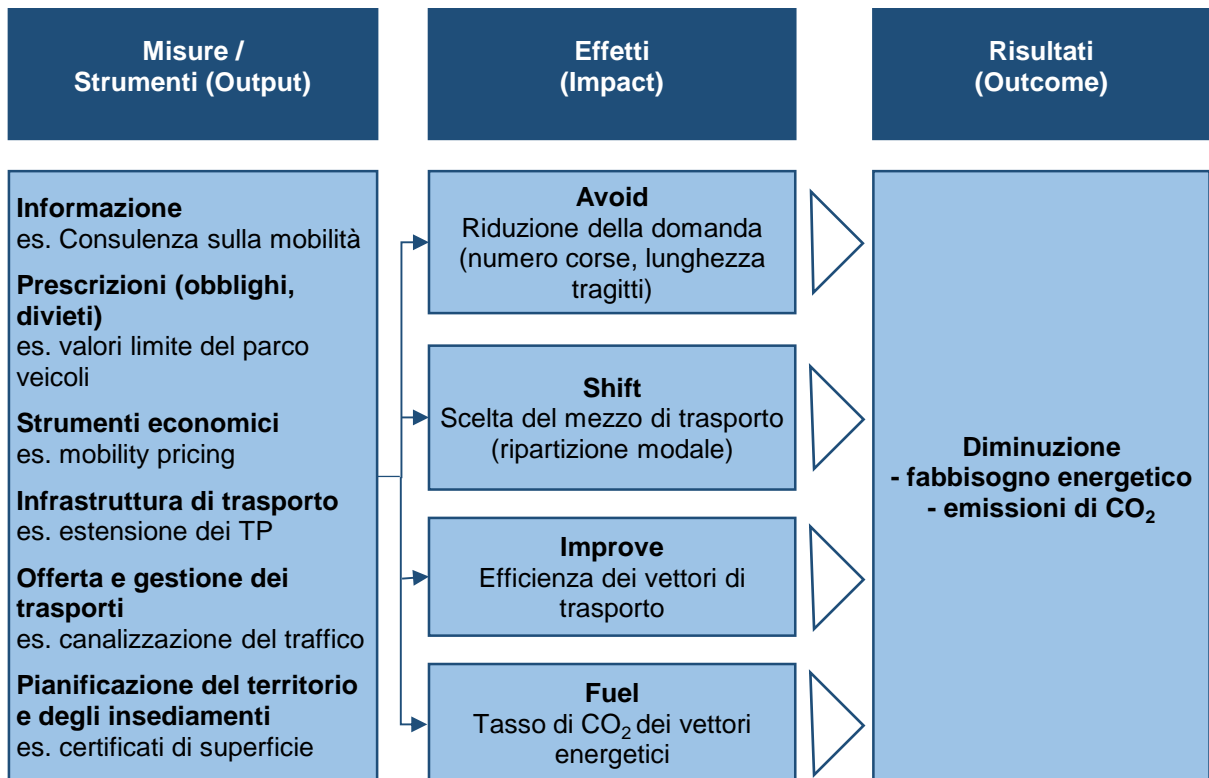 Misure /
Strumenti (Output)
Effetti
(Impact)
Risultati
(Outcome)
Informazione
es. Consulenza sulla mobilità
Prescrizioni (obblighi,
divieti)
es. valori limite del parco
veicoli
Strumenti economici
es. mobility pricing
Infrastruttura di trasporto
es. estensione dei TP
Offerta e gestione dei
trasporti
es. canalizzazione del traffico
Pianificazione del territorio
e degli insediamenti
es. certificati di superficie
Avoid
Riduzione della domanda
(numero corse, lunghezza
tragitti)
Shift
Scelta del mezzo di trasporto
(ripartizione modale)
Improve
Efficienza dei vettori di
trasporto
Fuel
Tasso di CO₂ dei vettori
energetici
Diminuzione
- fabbisogno energetico
- emissioni di CO₂